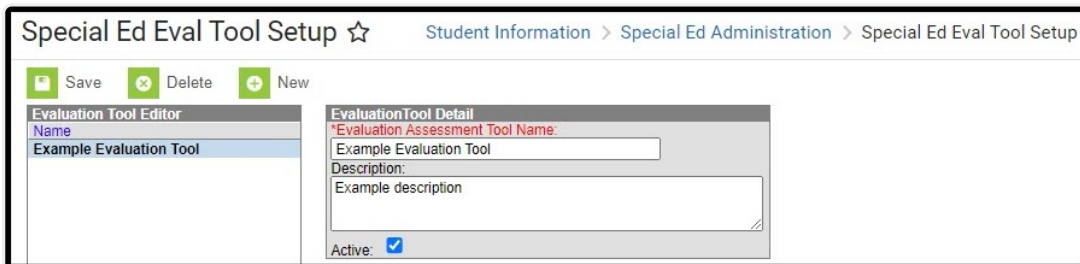 Special Ed Eval Tool Setup
Student Information > Special Ed Administration > Special Ed Eval Tool Setup
Save Delete New
Evaluation Tool Editor
Name
Example Evaluation Tool
EvaluationTool Detail
*Evaluation Assessment Tool Name:
Example Evaluation Tool
Description:
Example description
Active: